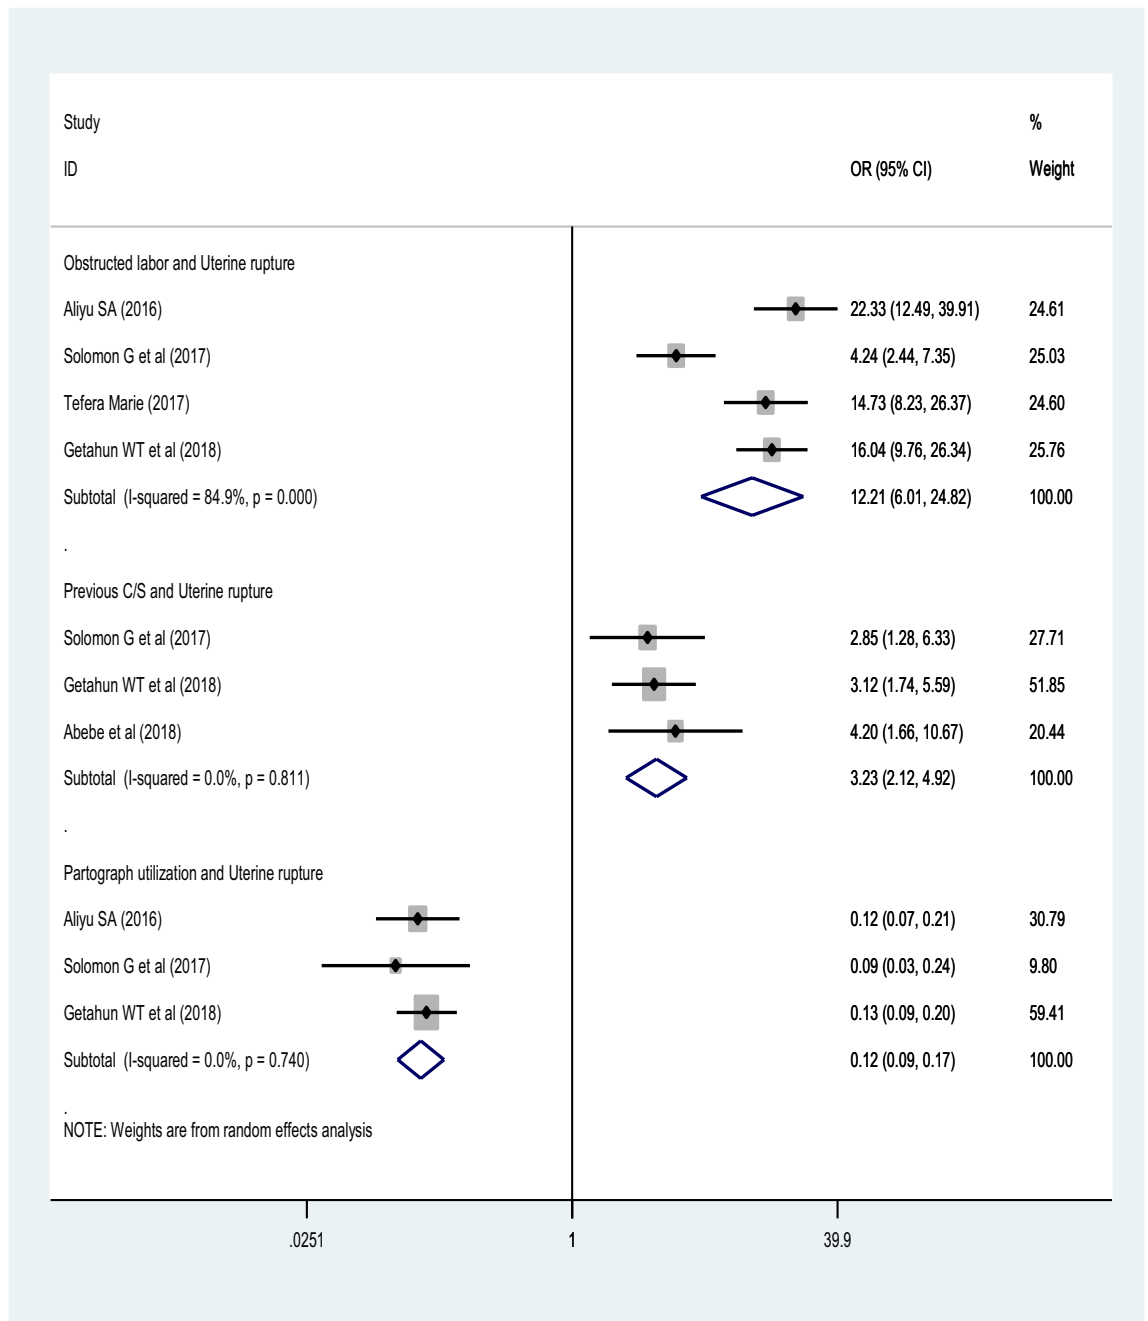 Study %
ID OR (95% CI) Weight
Obstructed labor and Uterine rupture
Aliyu SA (2016) 22.33 (12.49, 39.91) 24.61
Solomon G et al (2017) 4.24 (2.44, 7.35) 25.03
Tefera Marie (2017) 14.73 (8.23, 26.37) 24.60
Getahun WT et al (2018) 16.04 (9.76, 26.34) 25.76
Subtotal (I-squared = 84.9%, p = 0.000) 12.21 (6.01, 24.82) 100.00
.
Previous C/S and Uterine rupture
Solomon G et al (2017) 2.85 (1.28, 6.33) 27.71
Getahun WT et al (2018) 3.12 (1.74, 5.59) 51.85
Abebe et al (2018) 4.20 (1.66, 10.67) 20.44
Subtotal (I-squared = 0.0%, p = 0.811) 3.23 (2.12, 4.92) 100.00
.
Partograph utilization and Uterine rupture
Aliyu SA (2016) 0.12 (0.07, 0.21) 30.79
Solomon G et al (2017) 0.09 (0.03, 0.24) 9.80
Getahun WT et al (2018) 0.13 (0.09, 0.20) 59.41
Subtotal (I-squared = 0.0%, p = 0.740) 0.12 (0.09, 0.17) 100.00
.
NOTE: Weights are from random effects analysis
.0251 1 39.9